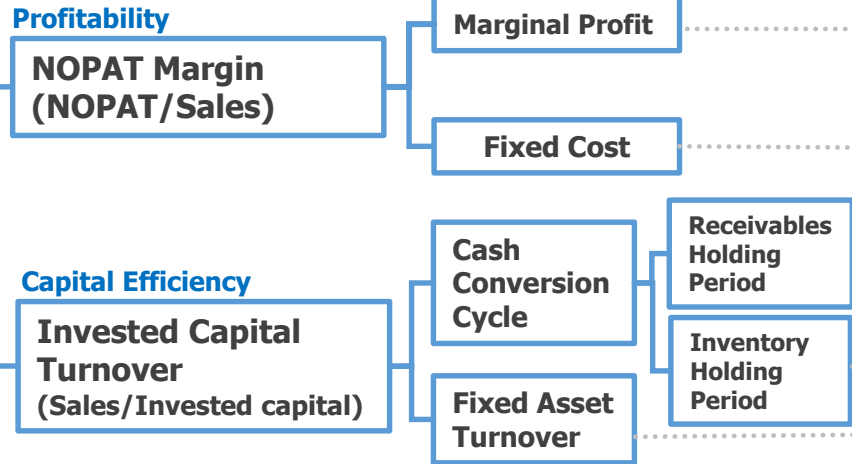 Profitability
NOPAT Margin
(NOPAT/Sales)
Marginal Profit
Fixed Cost
Capital Efficiency
Invested Capital
Turnover
(Sales/Invested capital)
Cash
Conversion
Cycle
Fixed Asset
Turnover
Receivables
Holding
Period
Inventory
Holding
Period